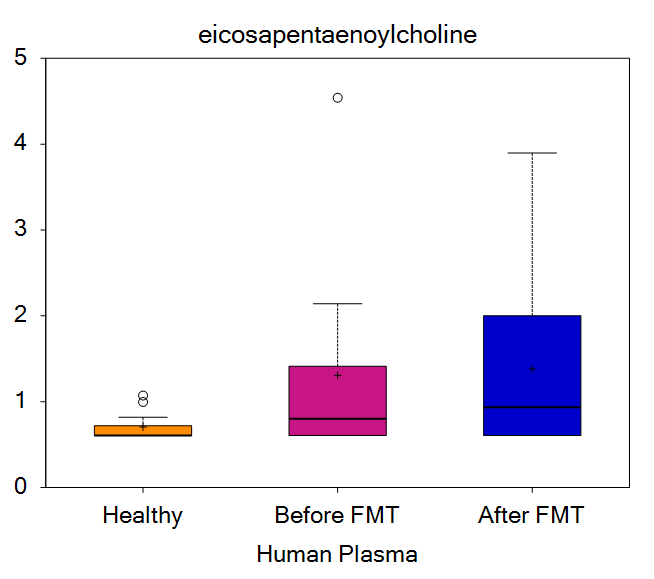 eicosapentaenoylcholine
5
4
3
2
1
0
Healthy
Before FMT
After FMT
Human Plasma